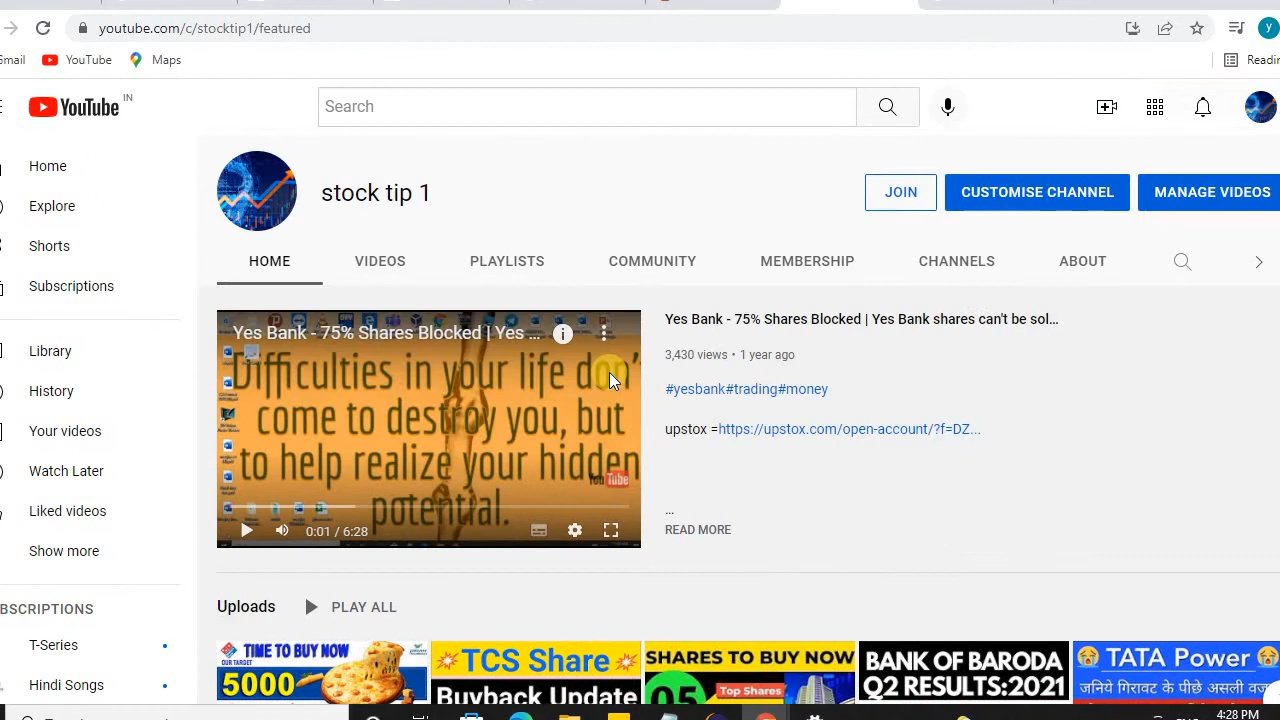 youtube.com/c/stocktip1/featured
Gmail YouTube Maps
YouTube IN
Search
Home
Explore
Shorts
Subscriptions
Library
History
Your videos
Watch Later
Liked videos
Show more
BSCRIPTIONS
T-Series
Hindi Songs
stock tip 1
JOIN
CUSTOMISE CHANNEL
MANAGE VIDEOS
HOME VIDEOS PLAYLISTS COMMUNITY MEMBERSHIP CHANNELS ABOUT
Yes Bank - 75% Shares Blocked | Yes ...
Difficulties in your life don'
come to destroy you, but
to help realize your hidden
potential.
YouTube
0:01 / 6:28
Yes Bank - 75% Shares Blocked | Yes Bank shares can't be sol...
3,430 views • 1 year ago
#yesbank#trading#money
upstox =https://upstox.com/open-account/?f=DZ...
...
READ MORE
Uploads PLAY ALL
TIME TO BUY NOW
OUR TARGET
5000
TCS Share
Buyback Update
SHARES TO BUY NOW
05
Top Shares
BANK OF BARODA
Q2 RESULTS:2021
TATA Power
जानिये गिरावट के पीछे असली वज
4:28 PM